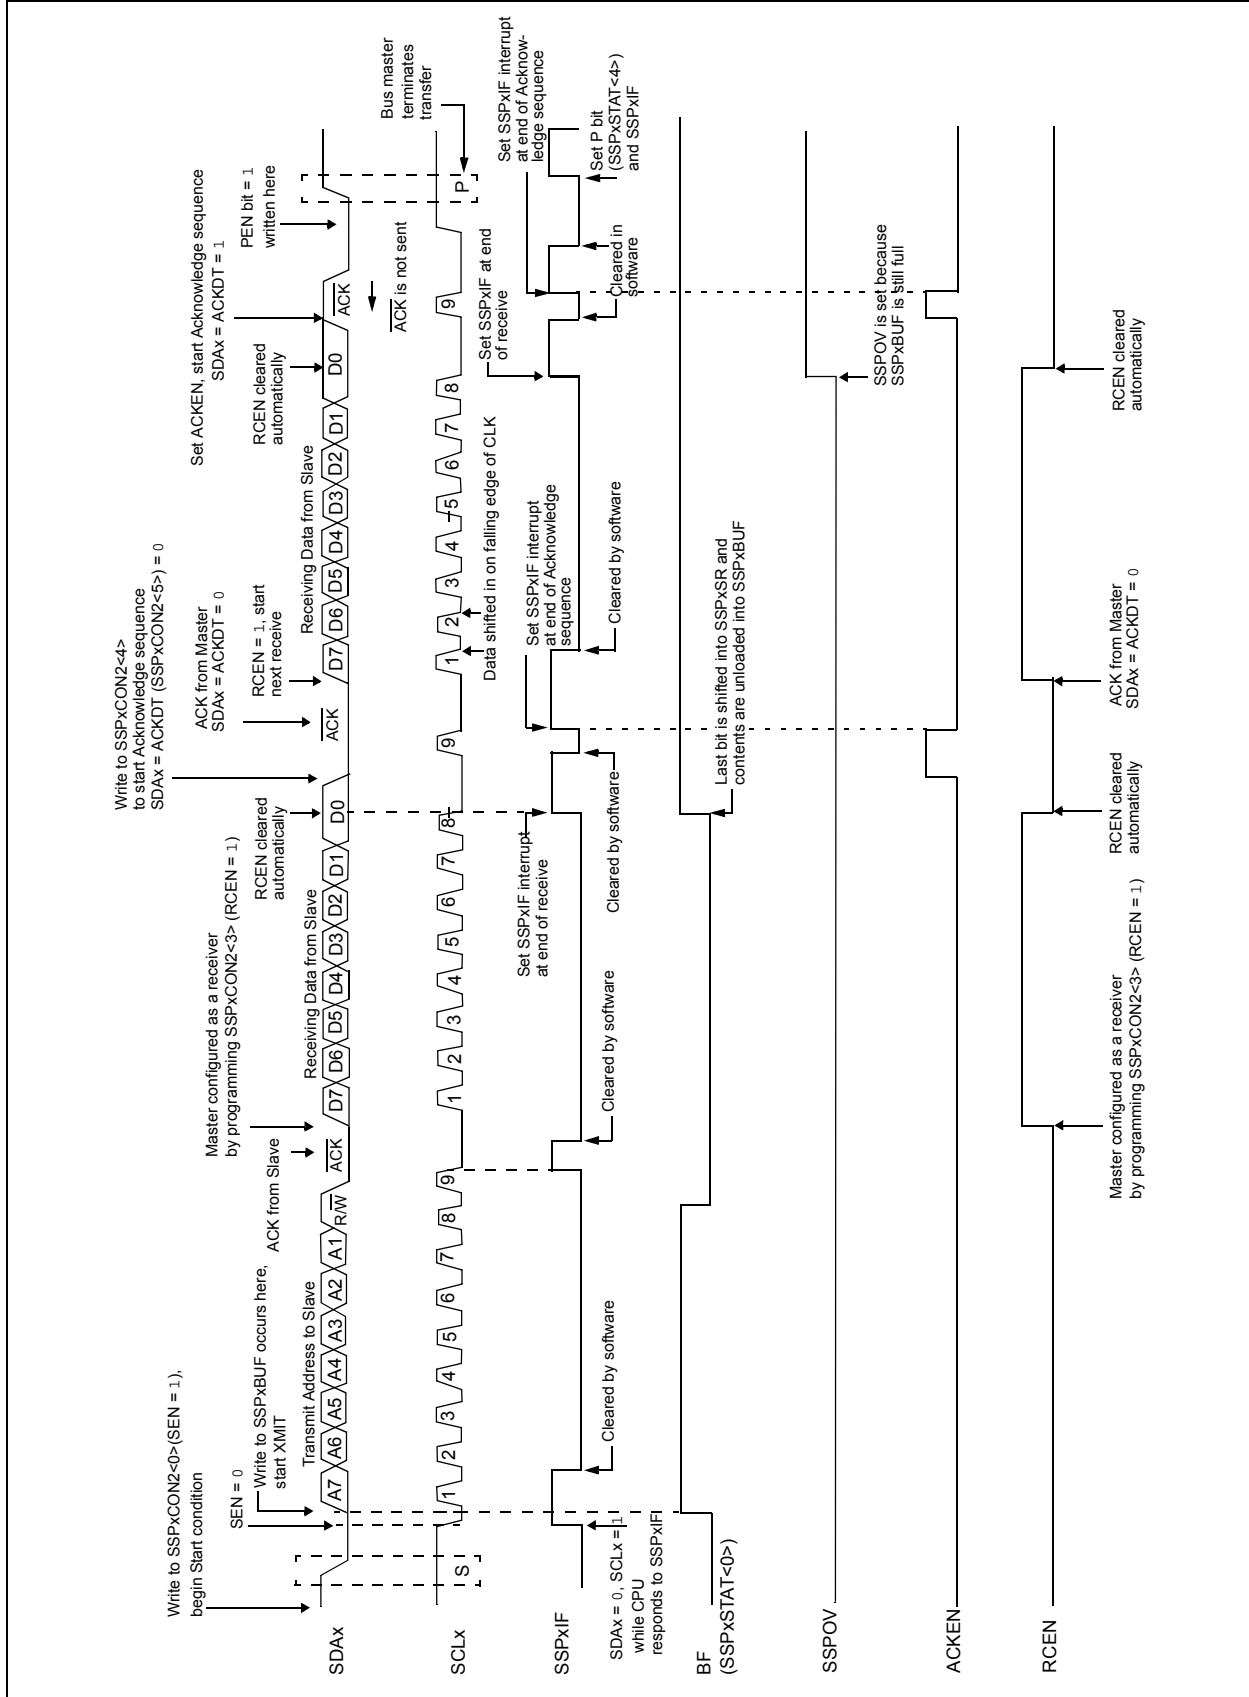 Write to SSPxCON2<0>(SEN = 1),
begin Start condition
SEN = 0
Write to SSPxBUF occurs here,
start XMIT
ACK from Slave
Master configured as a receiver
by programming SSPxCON2<3> (RCEN = 1)
RCEN cleared
automatically
Write to SSPxCON2<4>
to start Acknowledge sequence
SDAx = ACKDT (SSPxCON2<5>) = 0
ACK from Master
SDAx = ACKDT = 0
RCEN = 1, start
next receive
RCEN cleared
automatically
Set ACKEN, start Acknowledge sequence
SDAx = ACKDT = 1
PEN bit = 1
written here
Transmit Address to Slave
Receiving Data from Slave
Receiving Data from Slave
SDAx
A7 A6 A5 A4 A3 A2 A1 R/W ACK D7 D6 D5 D4 D3 D2 D1 D0 ACK D7 D6 D5 D4 D3 D2 D1 D0 ACK
ACK is not sent
Bus master
terminates
transfer
SCLx
S 1 2 3 4 5 6 7 8 9 1 2 3 4 5 6 7 8 9 1 2 3 4 5 6 7 8 9 P
Data shifted in on falling edge of CLK
Set SSPxIF interrupt
at end of receive
Set SSPxIF interrupt
at end of Acknowledge
sequence
Set SSPxIF at end
of receive
Set SSPxIF interrupt
at end of Acknow-
ledge sequence
SSPxIF
SDAx = 0, SCLx = 1
while CPU
responds to SSPxIF
Cleared by software
Cleared by software
Cleared by software
Cleared by software
Cleared in
software
Set P bit
(SSPxSTAT<4>)
and SSPxIF
BF
(SSPxSTAT<0>)
Last bit is shifted into SSPxSR and
contents are unloaded into SSPxBUF
SSPOV
SSPOV is set because
SSPxBUF is still full
ACKEN
RCEN
Master configured as a receiver
by programming SSPxCON2<3> (RCEN = 1)
RCEN cleared
automatically
ACK from Master
SDAx = ACKDT = 0
RCEN cleared
automatically